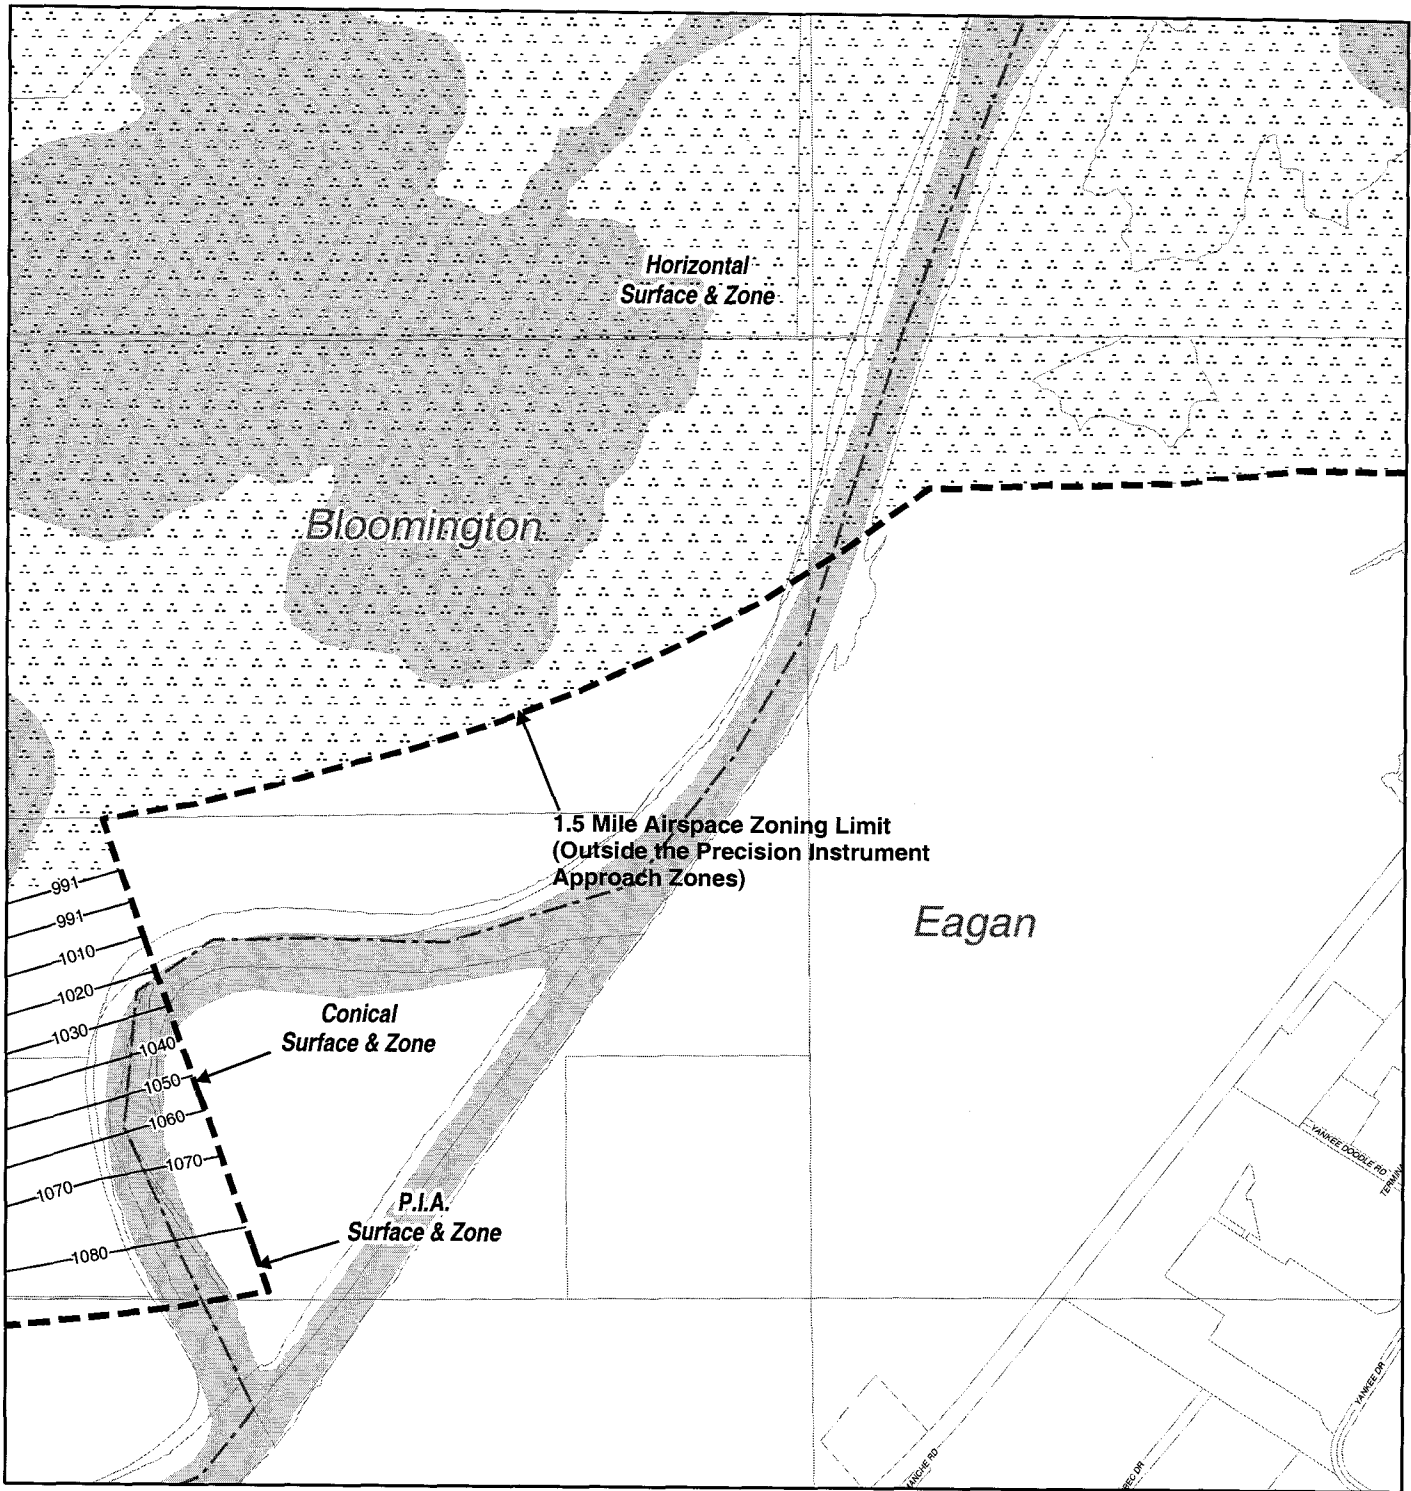 Horizontal
Surface & Zone
Bloomington
1.5 Mile Airspace Zoning Limit
(Outside the Precision Instrument
Approach Zones)
991
991
1010
1020
1030
1040
1050
1060
1070
1070
1080
Eagan
Conical
Surface & Zone
P.I.A.
Surface & Zone
YANKEE DOODLE RD
YANKEE DR